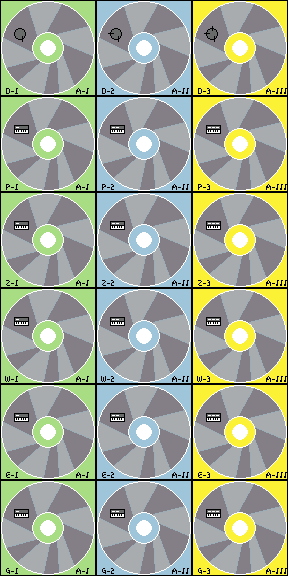 D-1 A-I D-2 A-II D-3 A-III
P-1 A-I P-2 A-II P-3 A-III
Z-1 A-I Z-2 A-II Z-3 A-III
W-1 A-I W-2 A-II W-3 A-III
E-1 A-I E-2 A-II E-3 A-III
G-1 A-I G-2 A-II G-3 A-III